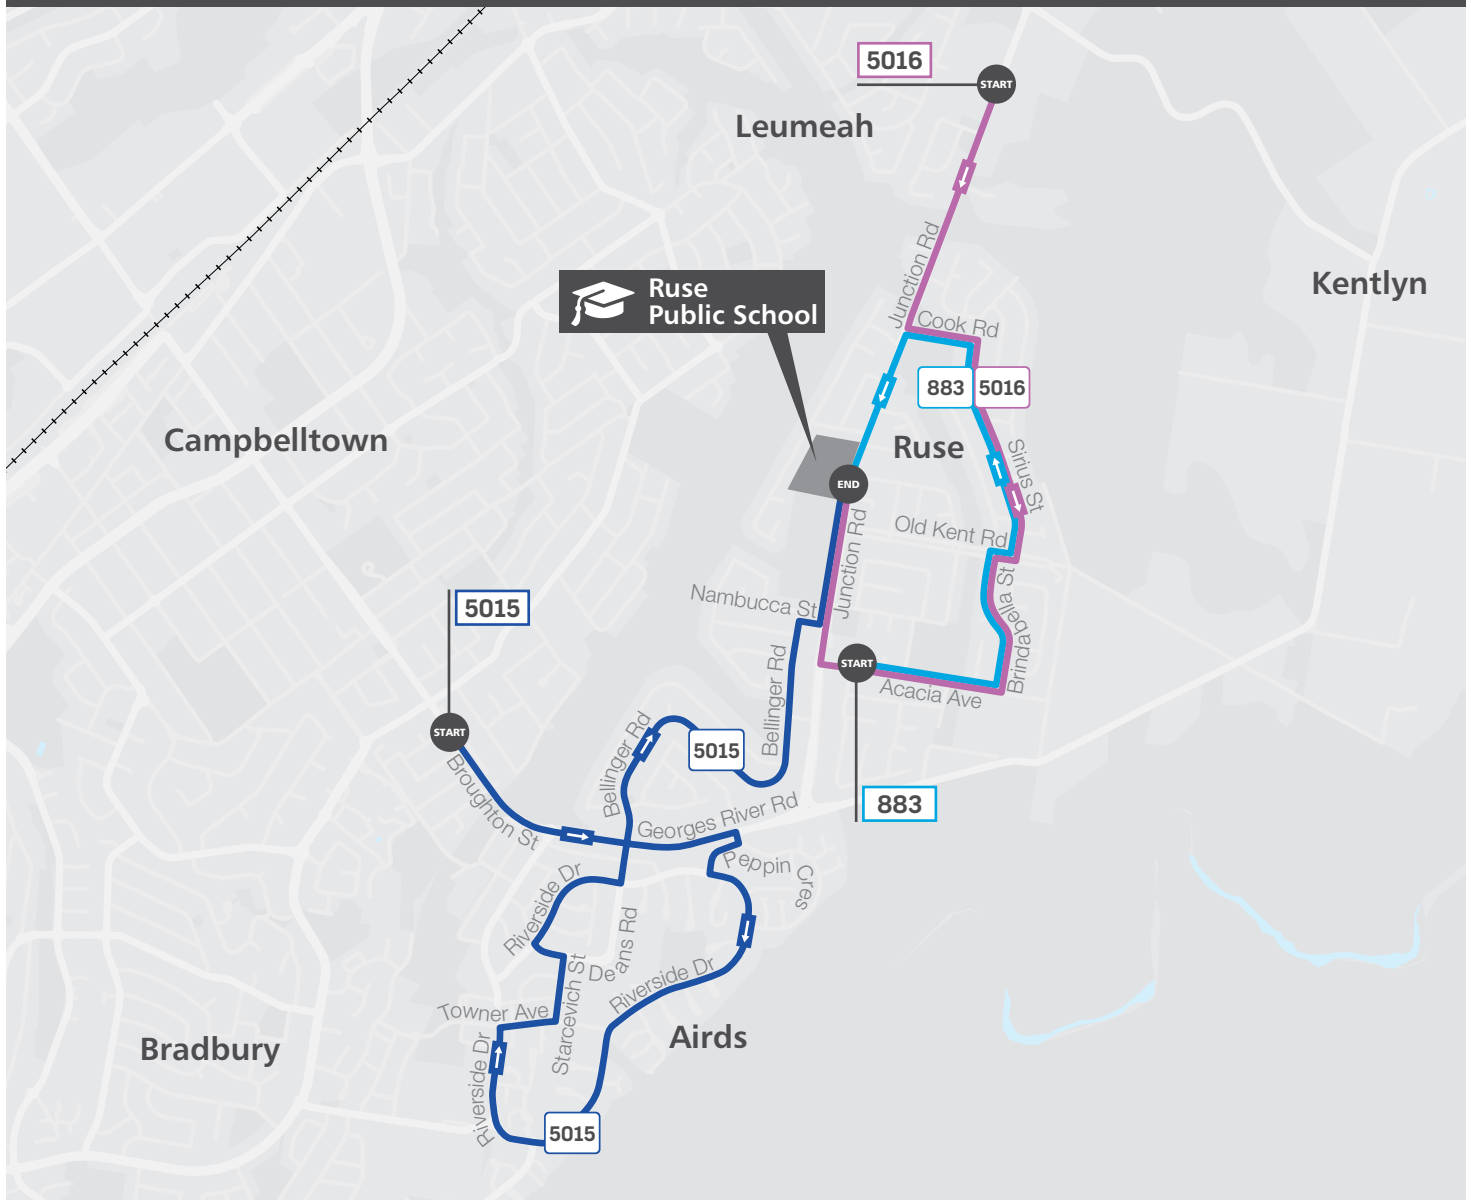 5016
START
Leumeah
Junction Rd
Kentlyn
Ruse
Public School
Cook Rd
883
5016
Campbelltown
Ruse
Sirius St
END
Old Kent Rd
Junction Rd
Brindabella St
Nambucca St
5015
START
Acacia Ave
Bellinger Rd
Bellinger Rd
START
5015
Broughton St
Georges River Rd
883
Peppin Cres
Riverside Dr
Deans Rd
Riverside Dr
Starcevich St
Towner Ave
Airds
Bradbury
Riverside Dr
5015